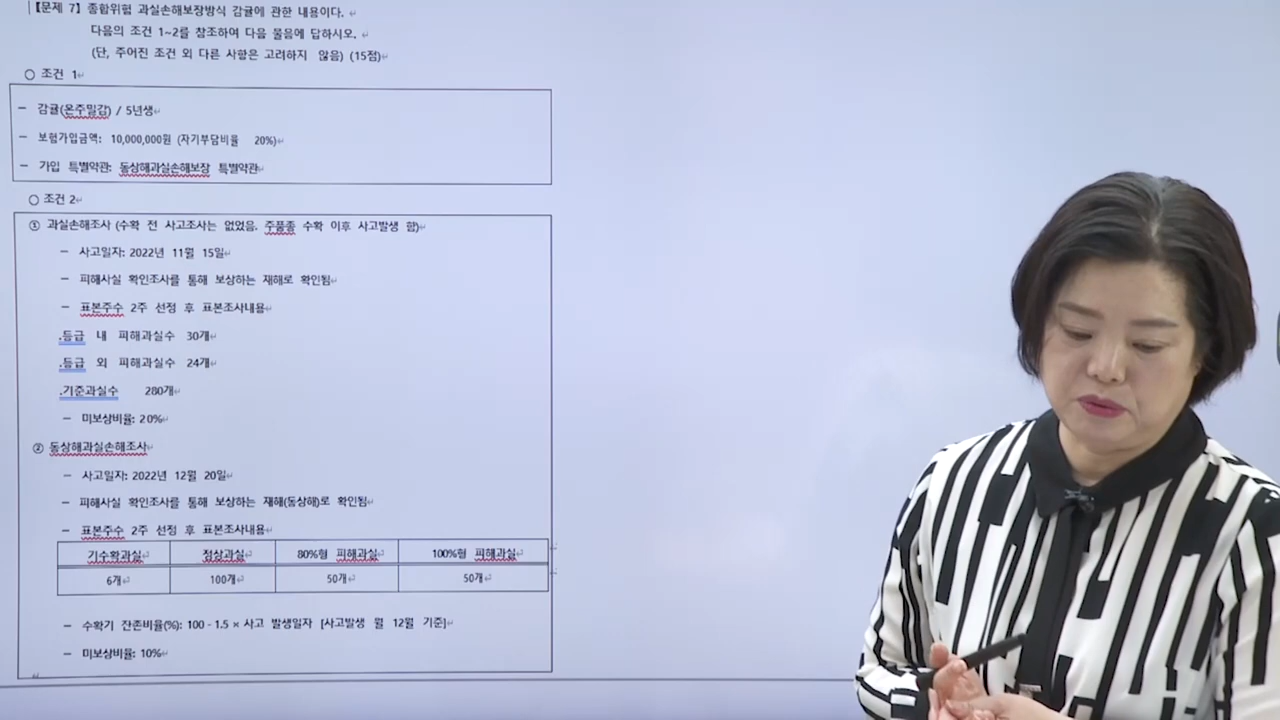 【문제 7】 종합위험 과실손해보장방식 감귤에 관한 내용이다.
다음의 조건 1~2를 참조하여 다음 물음에 답하시오.
(단, 주어진 조건 외 다른 사항은 고려하지 않음) (15점)
○ 조건 1
- 감귤(온주밀감) / 5년생
- 보험가입금액: 10,000,000원 (자기부담비율 20%)
- 가입 특별약관: 동상해과실손해보장 특별약관
○ 조건 2
① 과실손해조사 (수확 전 사고조사는 없었음. 주품종 수확 이후 사고발생 함)
- 사고일자: 2022년 11월 15일
- 피해사실 확인조사를 통해 보상하는 재해로 확인됨
- 표본주수 2주 선정 후 표본조사내용
.등급 내 피해과실수 30개
.등급 외 피해과실수 24개
.기준과실수 280개
- 미보상비율: 20%
② 동상해과실손해조사
- 사고일자: 2022년 12월 20일
- 피해사실 확인조사를 통해 보상하는 재해(동상해)로 확인됨
- 표본주수 2주 선정 후 표본조사내용
기수확과실 정상과실 80%형 피해과실 100%형 피해과실
6개 100개 50개 50개
- 수확기 잔존비율(%): 100 - 1.5 × 사고 발생일자 [사고발생 월 12월 기준]
- 미보상비율: 10%